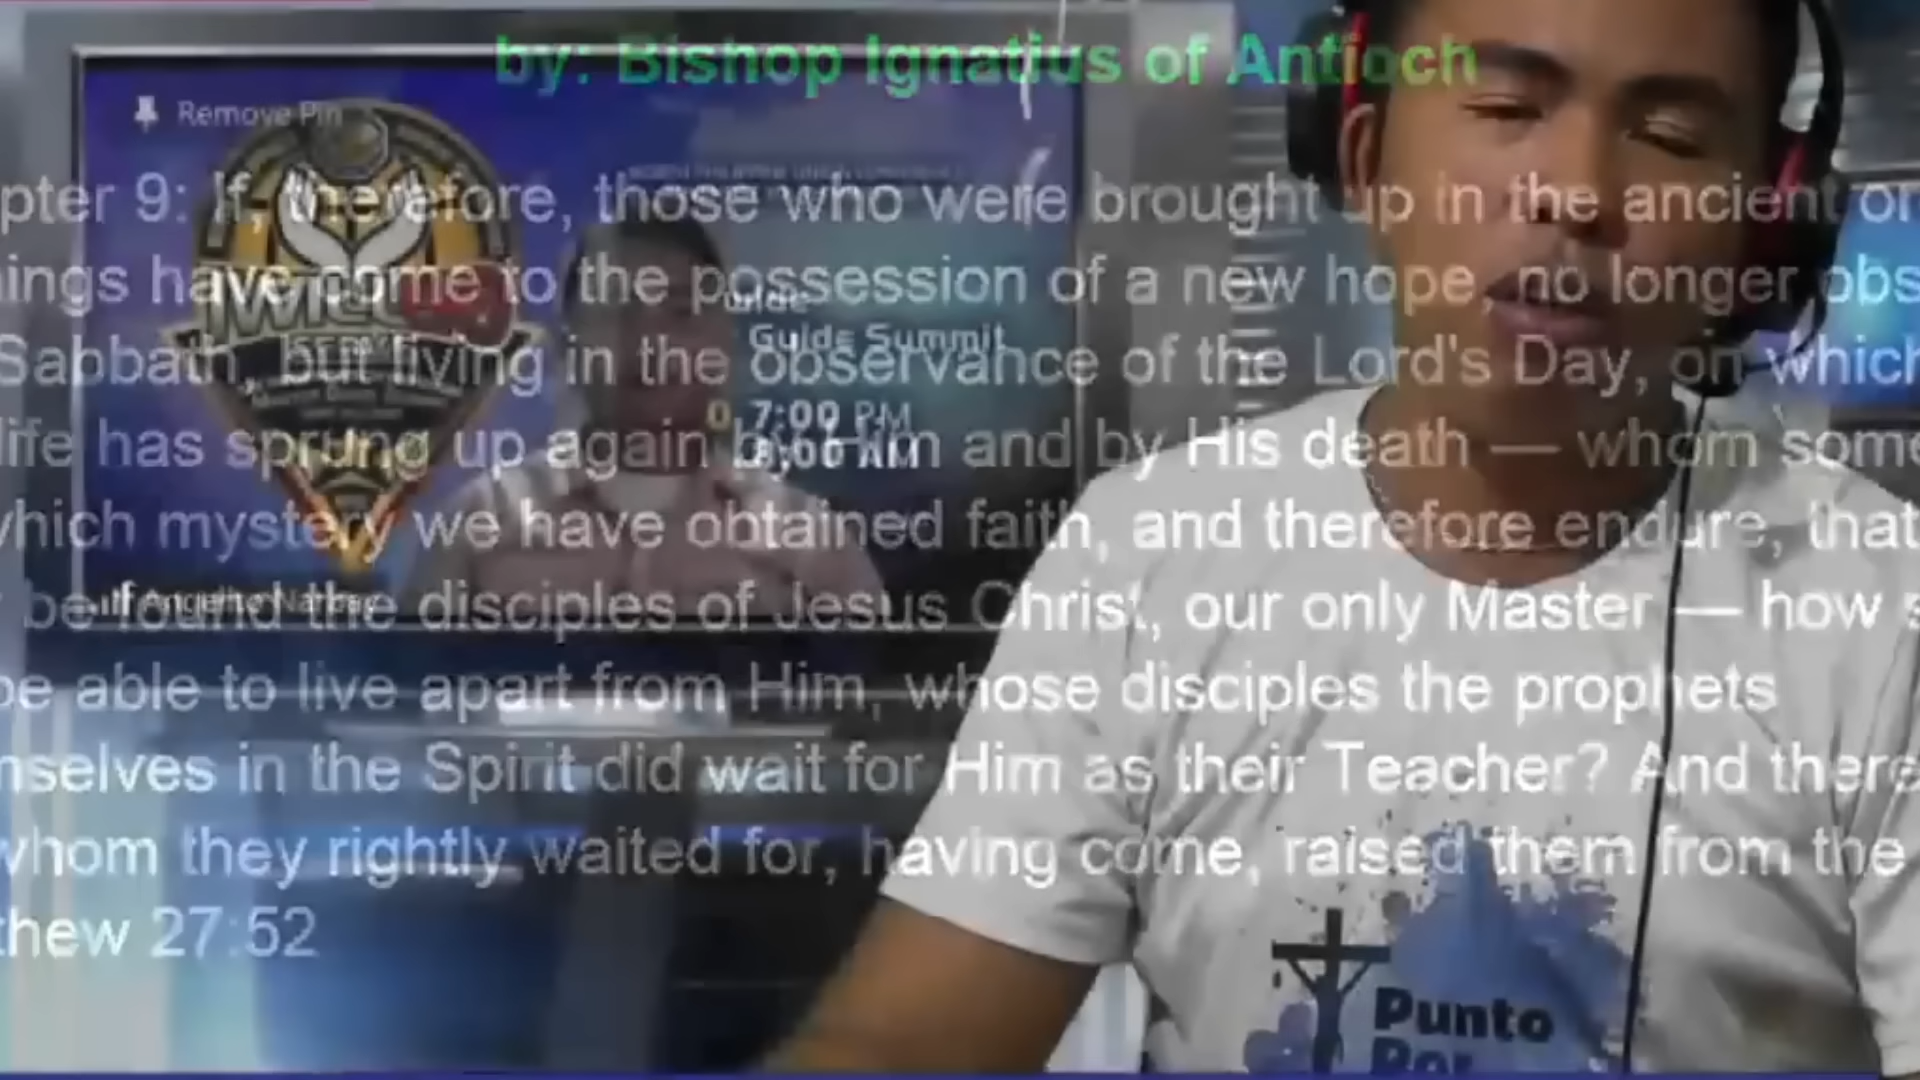 by: Bishop Ignatius of Antioch
Remove Pin
pter 9: If, therefore, those who were brought up in the ancient or
ings have come to the possession of a new hope, no longer obs
Sabbath, but living in the observance of the Lord's Day, on which
life has sprung up again by Him and by His death — whom some
which mystery we have obtained faith, and therefore endure, that
be found the disciples of Jesus Christ, our only Master — how s
be able to live apart from Him, whose disciples the prophets
mselves in the Spirit did wait for Him as their Teacher? And there
whom they rightly waited for, having come, raised them from the
thew 27:52
Guide Summit
7:00 PM
8:00 AM
Punto
Por